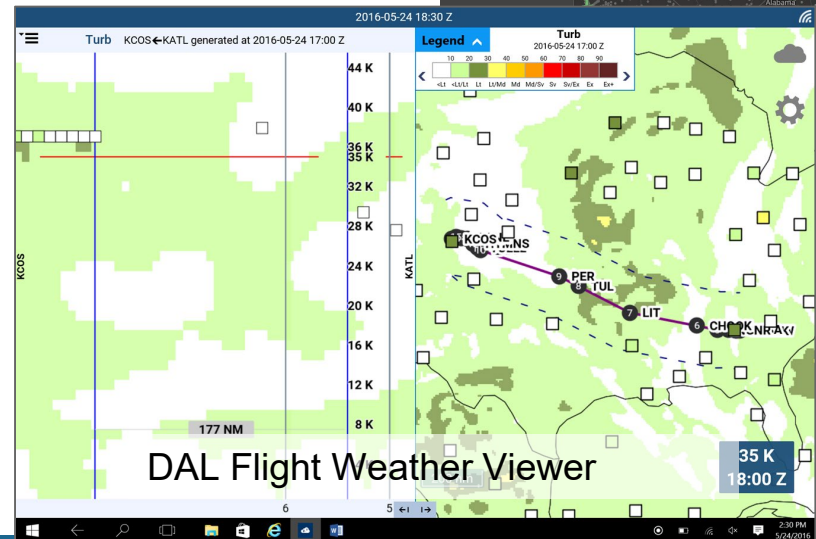 Alabama
2016-05-24 18:30 Z
Turb KCOS←KATL generated at 2016-05-24 17:00 Z
Legend
Turb
2016-05-24 17:00 Z
10 20 30 40 50 60 70 80 90
<Lt <Lt/Lt Lt Lt/Md Md Md/Sv Sv Sv/Ex Ex Ex+
44 K
40 K
36 K
35 K
32 K
28 K
24 K
20 K
16 K
12 K
8 K
KCOS
KATL
177 NM
KCOS
9 PER
8 TUL
7 LIT
6
DAL Flight Weather Viewer
35 K
18:00 Z
6 5
2:30 PM
5/24/2016